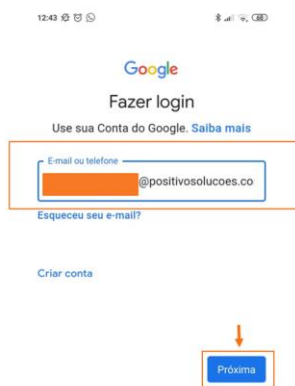 12:43
Google
Fazer login
Use sua Conta do Google. Saiba mais
E-mail ou telefone
@positivosolucoes.co
Esqueceu seu e-mail?
Criar conta
Próxima